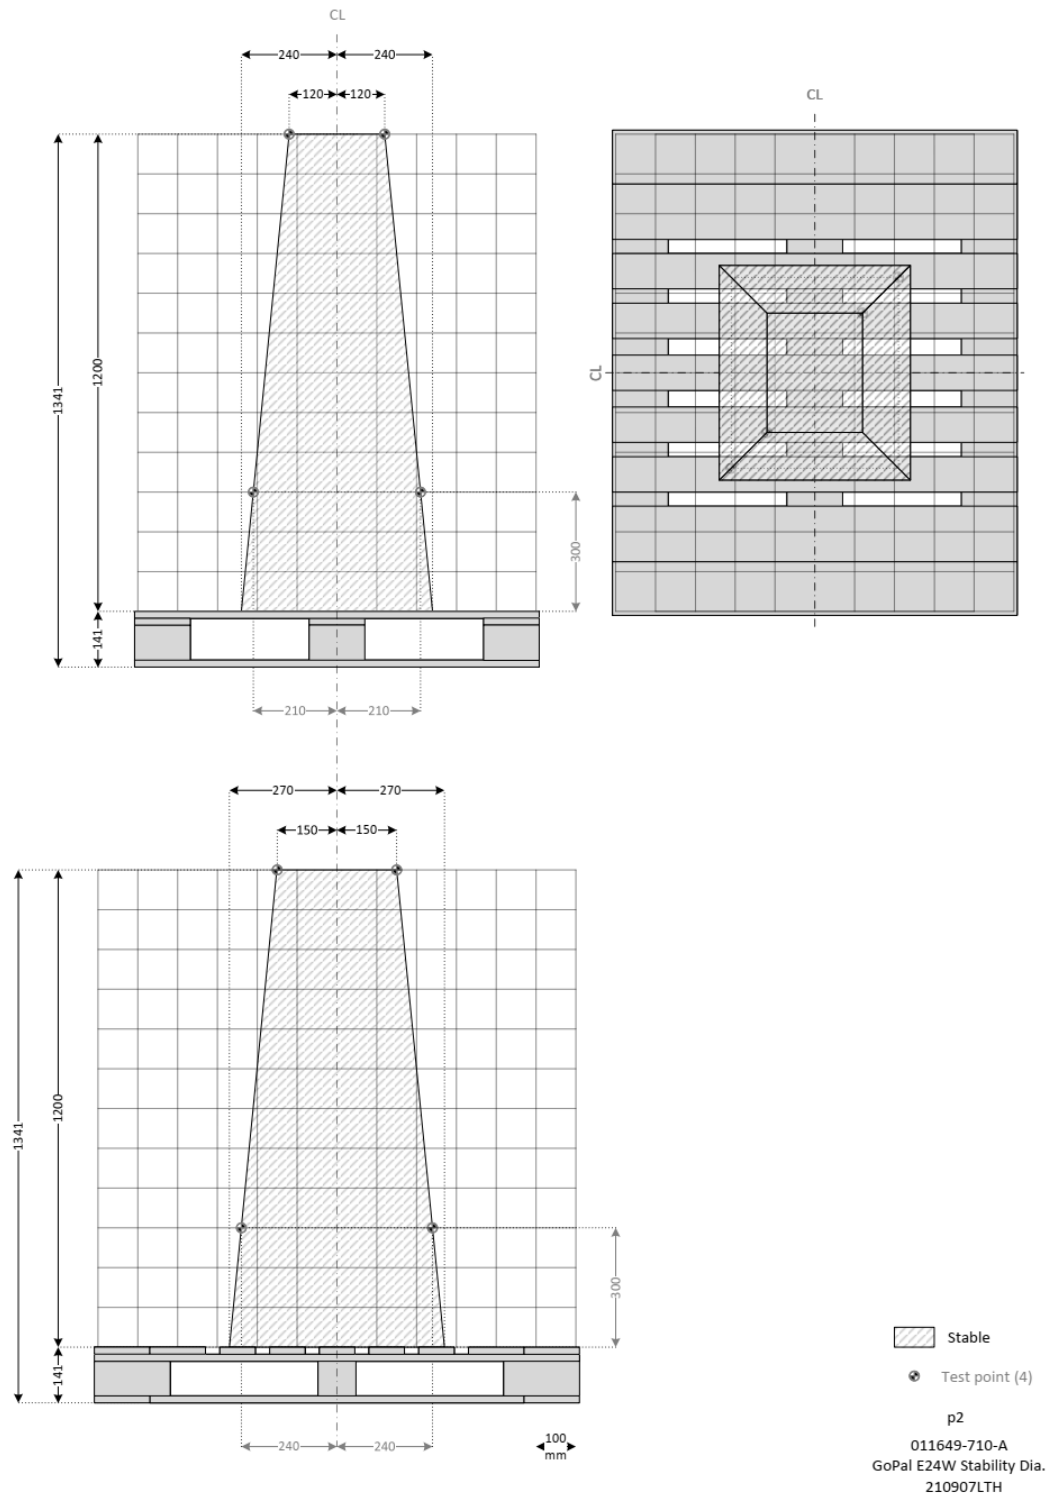 CL
240 240
120 120
1341
1200
300
141
210 210
CL
CL
270 270
150 150
1341
1200
300
141
240 240
100
mm
Stable
Test point (4)
p2
011649-710-A
GoPal E24W Stability Dia.
210907LTH